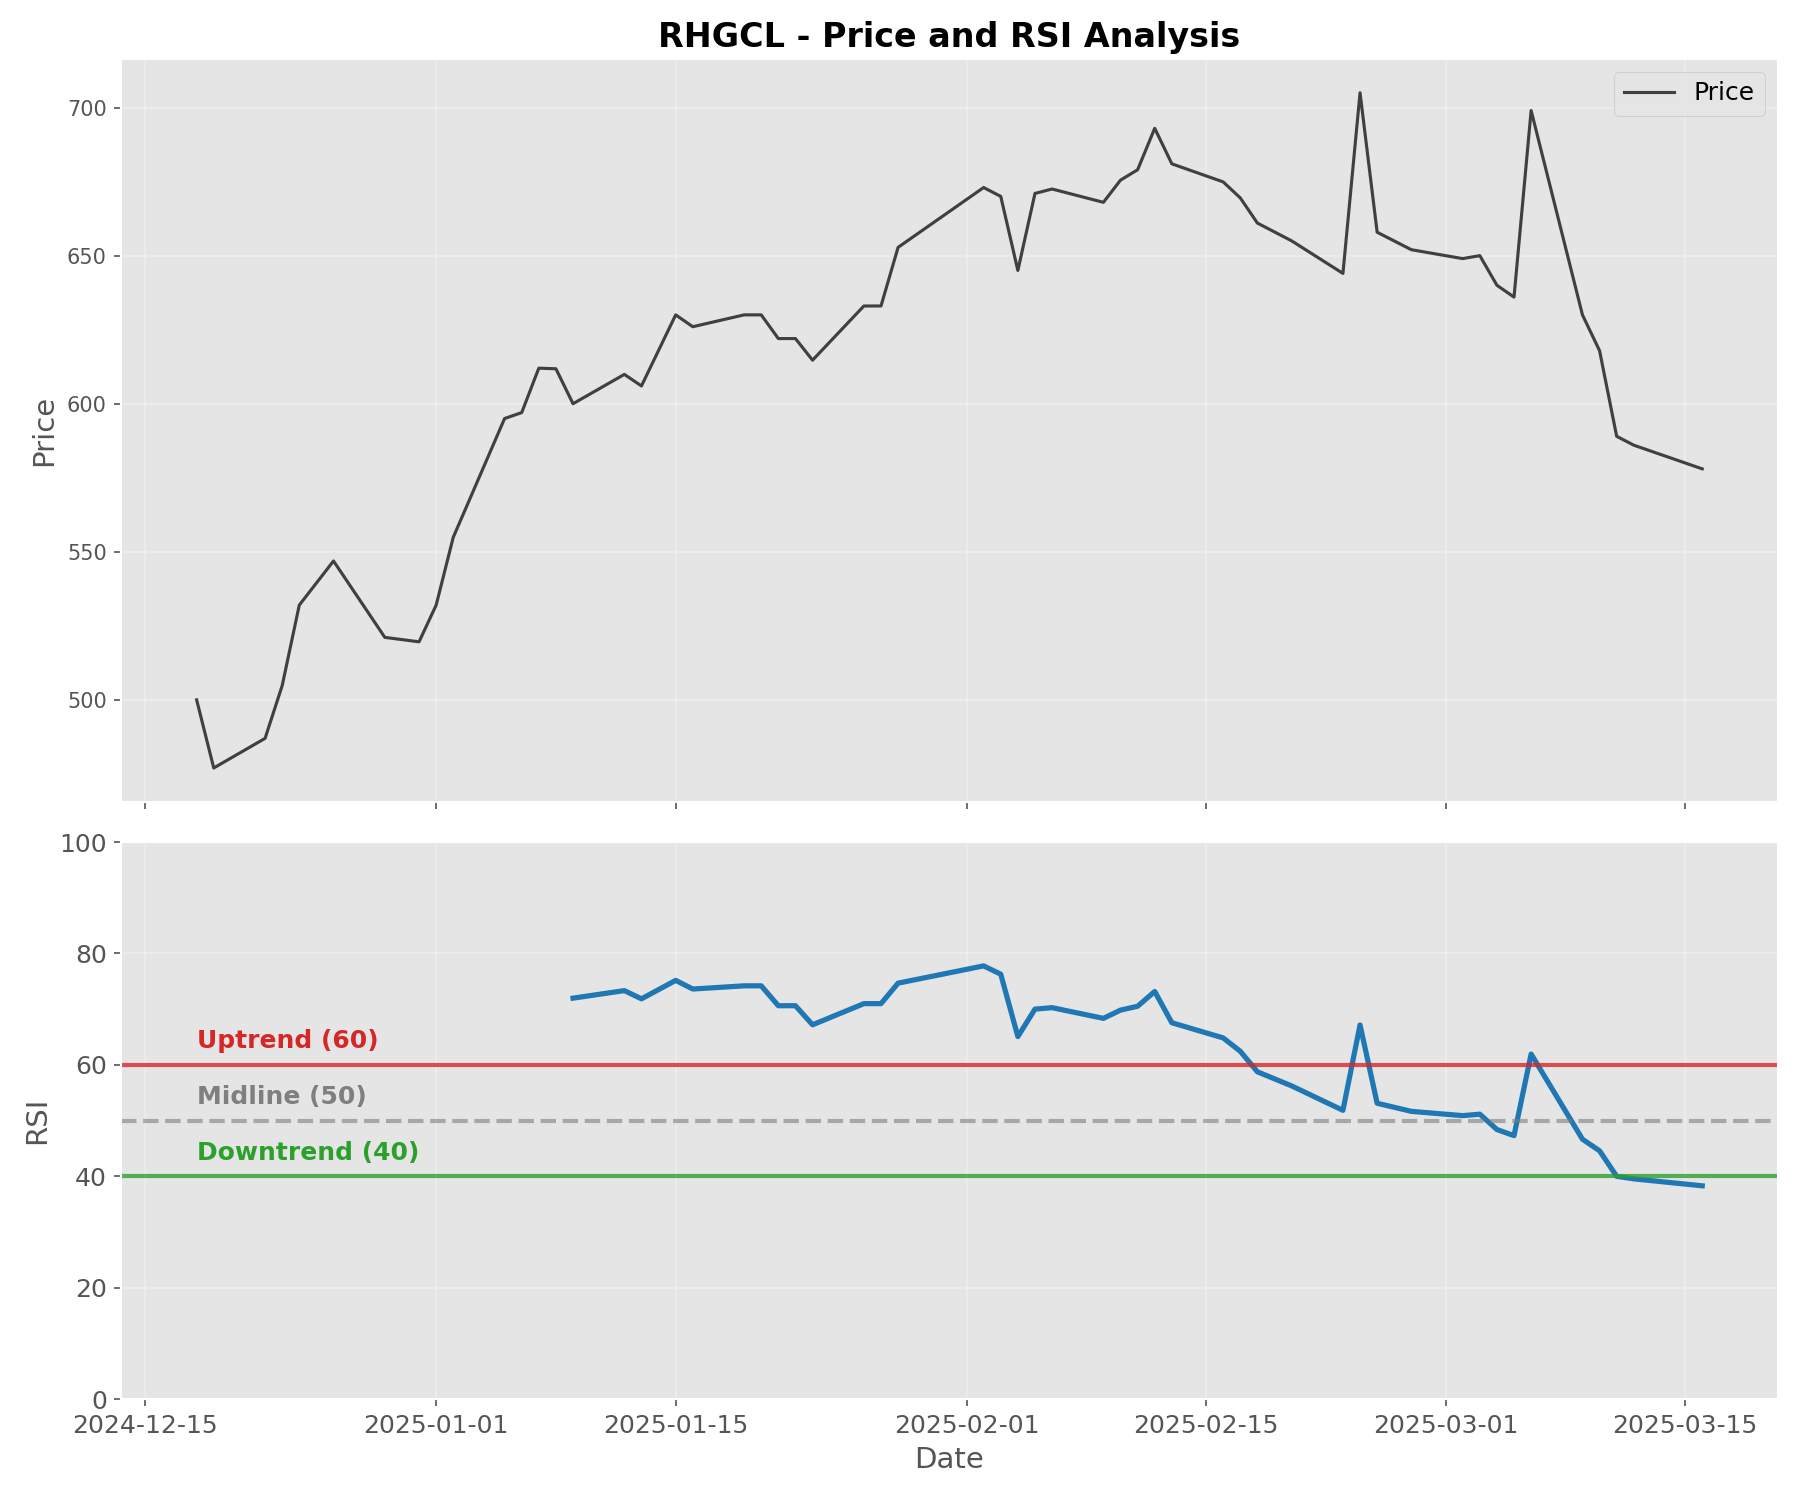 RHGCL - Price and RSI Analysis
Price
700
650
600
550
500
Price
100
80
60
40
20
0
RSI
Uptrend (60)
Midline (50)
Downtrend (40)
2024-12-15
2025-01-01
2025-01-15
2025-02-01
2025-02-15
2025-03-01
2025-03-15
Date